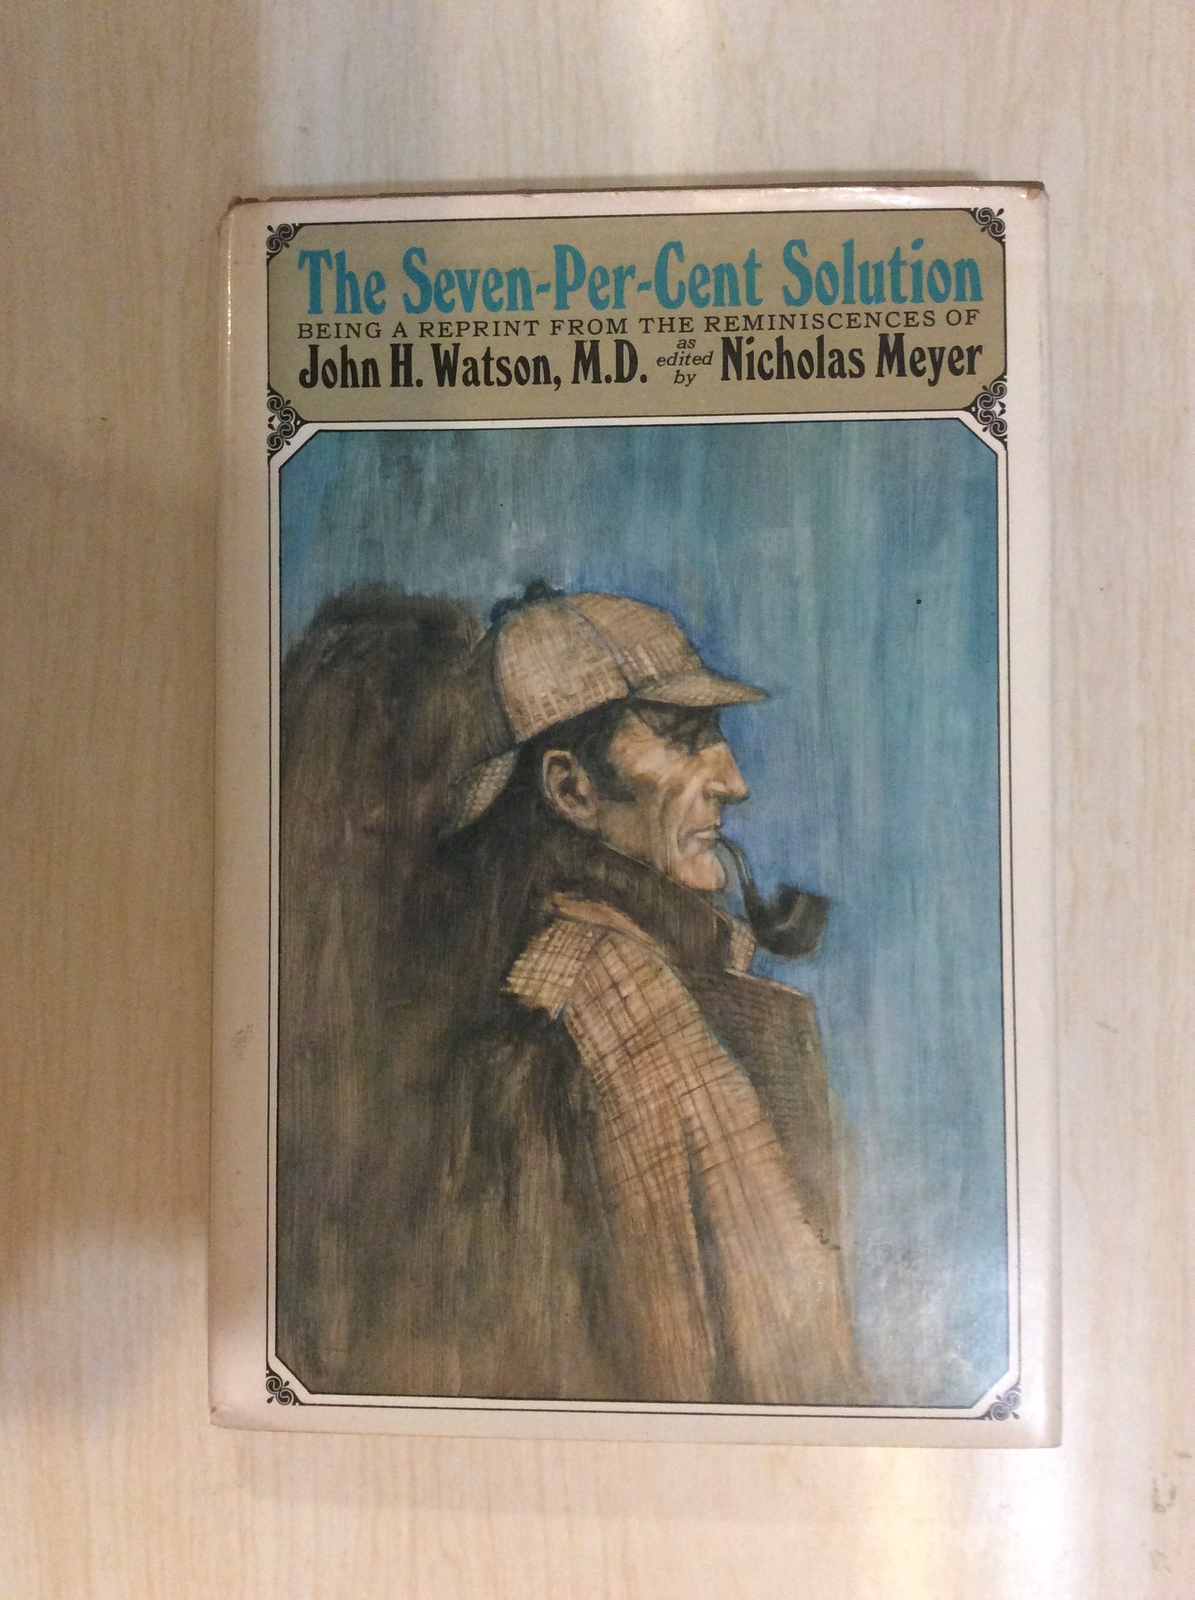 The Seven-Per-Cent Solution
BEING A REPRINT FROM THE REMINISCENCES OF
John H. Watson, M.D. as edited by Nicholas Meyer